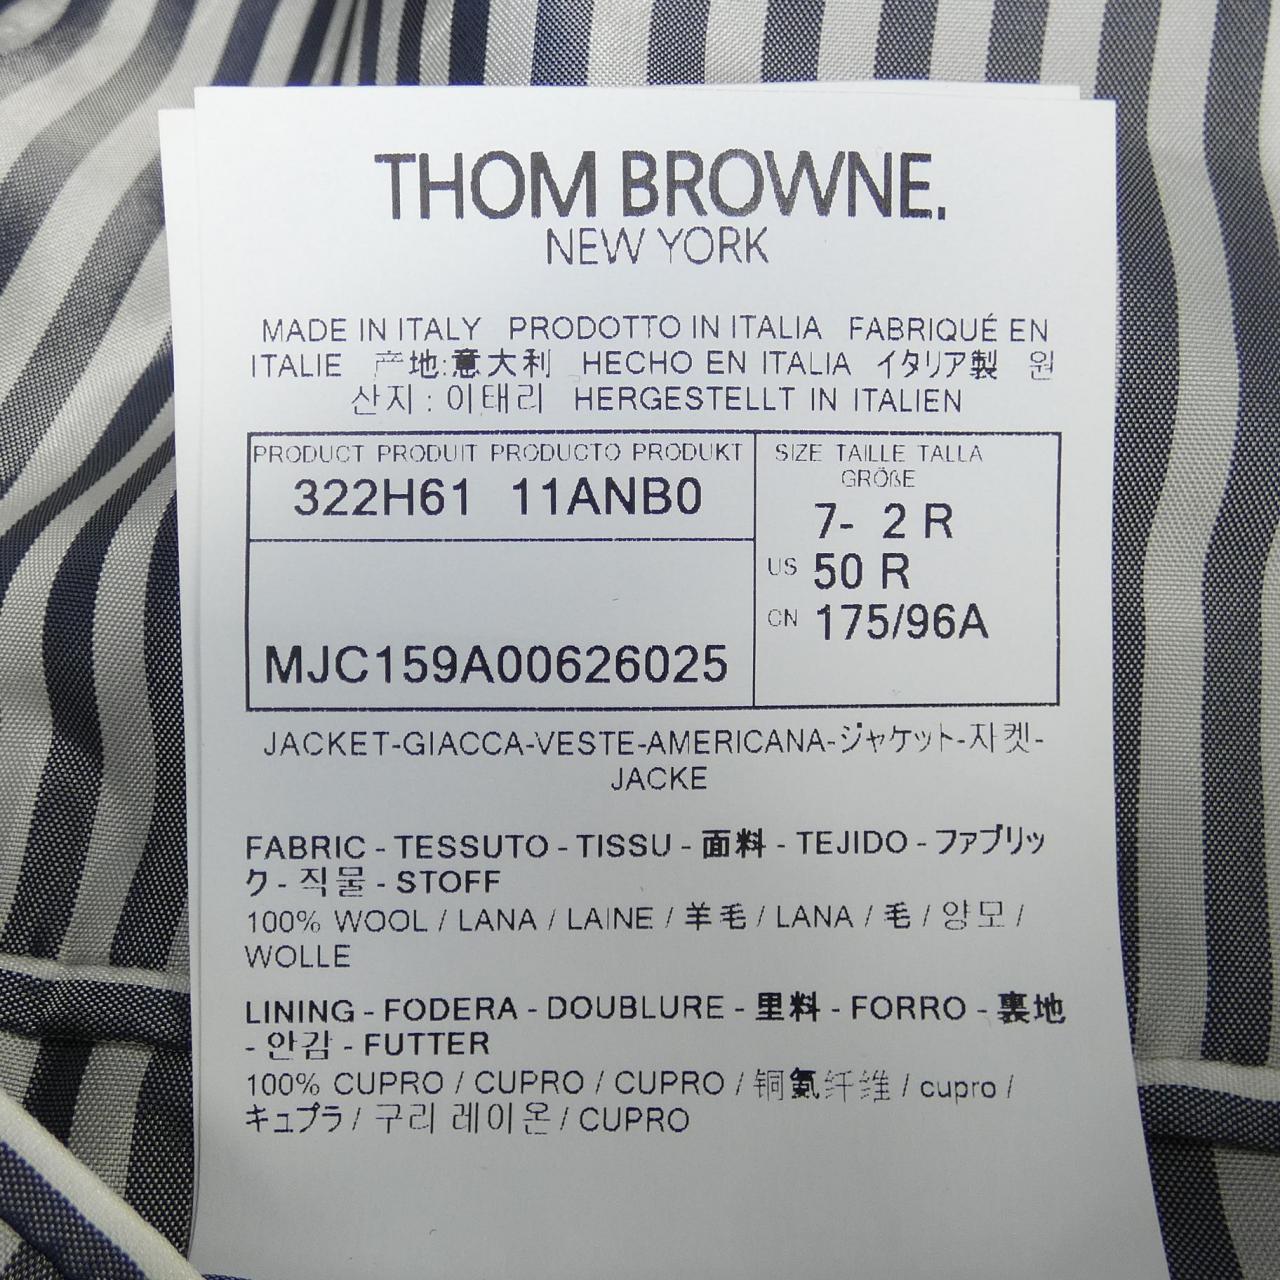 THOM BROWNE.
NEW YORK
MADE IN ITALY PRODOTTO IN ITALIA FABRIQUÉ EN
ITALIE 产地:意大利 HECHO EN ITALIA イタリア製 원
산지 : 이태리 HERGESTELLT IN ITALIEN
PRODUCT PRODUIT PRODUCTO PRODUKT
322H61 11ANB0
MJC159A00626025
SIZE TAILLE TALLA
GRÖßE
7- 2 R
US 50 R
CN 175/96A
JACKET-GIACCA-VESTE-AMERICANA-ジャケット-자켓-
JACKE
FABRIC - TESSUTO - TISSU - 面料 - TEJIDO - ファブリッ
ク - 직물 - STOFF
100% WOOL / LANA / LAINE / 羊毛 / LANA / 毛 / 양모 /
WOLLE
LINING - FODERA - DOUBLURE - 里料 - FORRO - 裏地
- 안감 - FUTTER
100% CUPRO / CUPRO / CUPRO / 铜氨纤维 / cupro /
キュプラ / 구리 레이온 / CUPRO